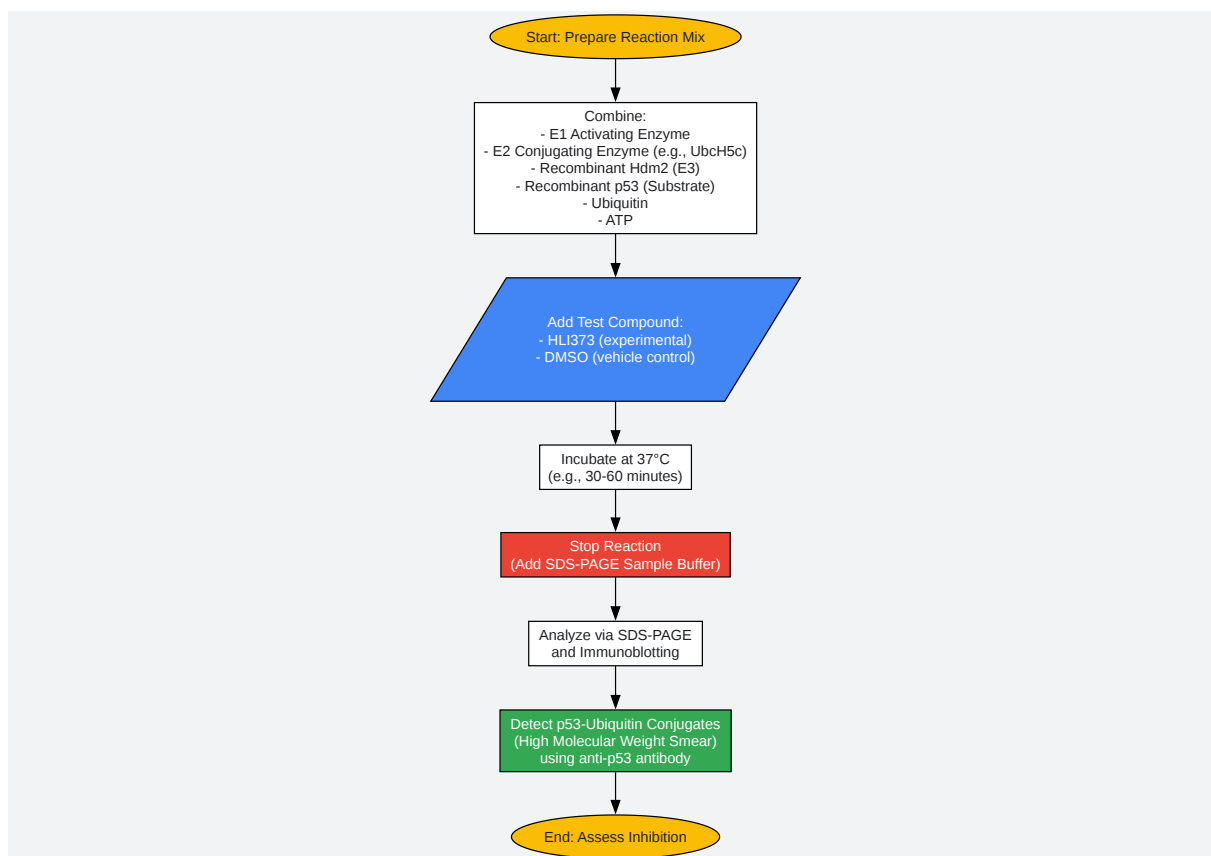 Start: Prepare Reaction Mix
Combine:
- E1 Activating Enzyme
- E2 Conjugating Enzyme (e.g., UbcH5c)
- Recombinant Hdm2 (E3)
- Recombinant p53 (Substrate)
- Ubiquitin
- ATP
Add Test Compound:
- HLI373 (experimental)
- DMSO (vehicle control)
Incubate at 37°C
(e.g., 30-60 minutes)
Stop Reaction
(Add SDS-PAGE Sample Buffer)
Analyze via SDS-PAGE
and Immunoblotting
Detect p53-Ubiquitin Conjugates
(High Molecular Weight Smear)
using anti-p53 antibody
End: Assess Inhibition